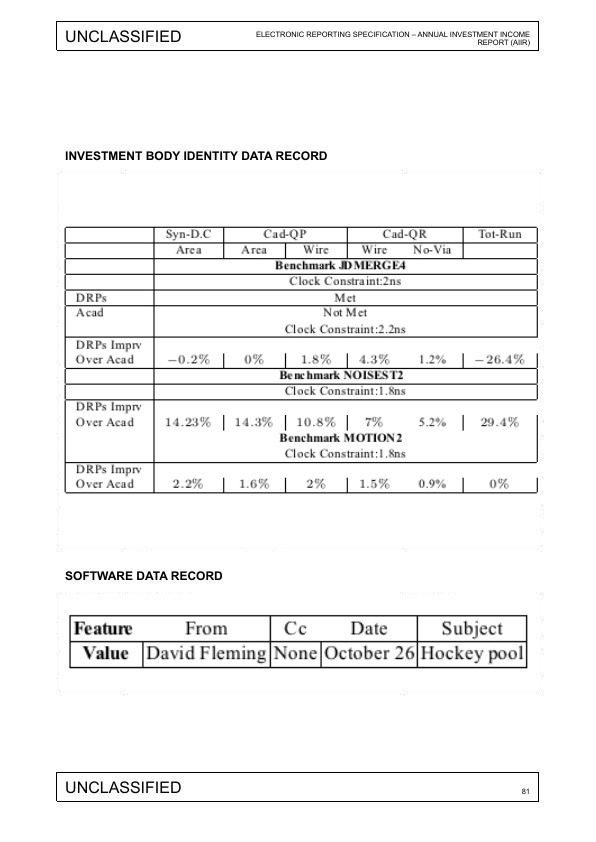 UNCLASSIFIED
ELECTRONIC REPORTING SPECIFICATION – ANNUAL INVESTMENT INCOME
REPORT (AIIR)
INVESTMENT BODY IDENTITY DATA RECORD
Syn-D.C Cad-QP Cad-QR Tot-Run
Area Area Wire Wire No-Via
Benchmark JDMERGE4
Clock Constraint:2ns
DRPs Met
Acad Not Met
Clock Constraint:2.2ns
DRPs Imprv
Over Acad −0.2% 0% 1.8% 4.3% 1.2% −26.4%
Benchmark NOISEST2
Clock Constraint:1.8ns
DRPs Imprv
Over Acad 14.23% 14.3% 10.8% 7% 5.2% 29.4%
Benchmark MOTION2
Clock Constraint:1.8ns
DRPs Imprv
Over Acad 2.2% 1.6% 2% 1.5% 0.9% 0%
SOFTWARE DATA RECORD
Feature From Cc Date Subject
Value David Fleming None October 26 Hockey pool
UNCLASSIFIED
81